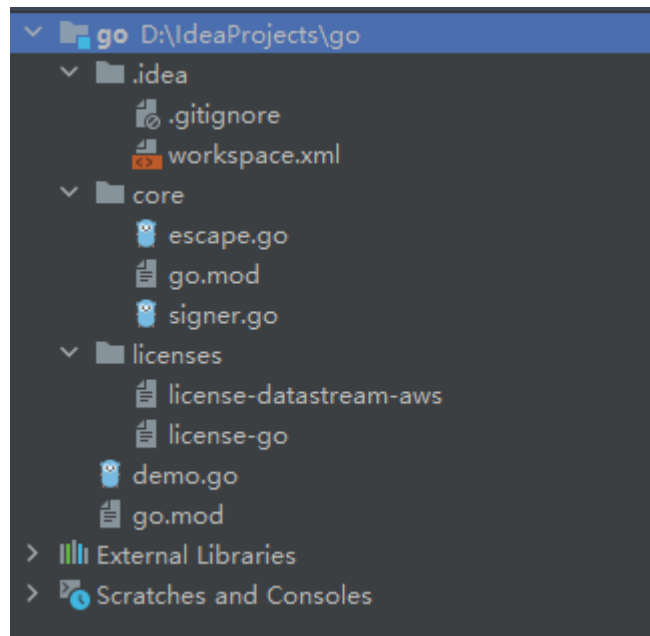 go D:\IdeaProjects\go
.idea
.gitignore
workspace.xml
core
escape.go
go.mod
signer.go
licenses
license-datastream-aws
license-go
demo.go
go.mod
External Libraries
Scratches and Consoles